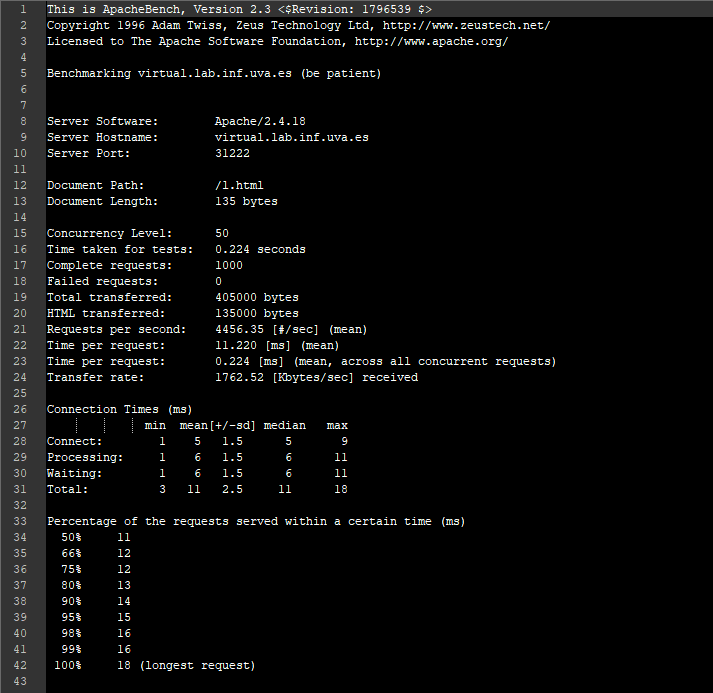 1 This is ApacheBench, Version 2.3 <$Revision: 1796539 $>
2 Copyright 1996 Adam Twiss, Zeus Technology Ltd, http://www.zeustech.net/
3 Licensed to The Apache Software Foundation, http://www.apache.org/
4
5 Benchmarking virtual.lab.inf.uva.es (be patient)
6
7
8 Server Software: Apache/2.4.18
9 Server Hostname: virtual.lab.inf.uva.es
10 Server Port: 31222
11
12 Document Path: /1.html
13 Document Length: 135 bytes
14
15 Concurrency Level: 50
16 Time taken for tests: 0.224 seconds
17 Complete requests: 1000
18 Failed requests: 0
19 Total transferred: 405000 bytes
20 HTML transferred: 135000 bytes
21 Requests per second: 4456.35 [#/sec] (mean)
22 Time per request: 11.220 [ms] (mean)
23 Time per request: 0.224 [ms] (mean, across all concurrent requests)
24 Transfer rate: 1762.52 [Kbytes/sec] received
25
26 Connection Times (ms)
27 min mean[+/-sd] median max
28 Connect: 1 5 1.5 5 9
29 Processing: 1 6 1.5 6 11
30 Waiting: 1 6 1.5 6 11
31 Total: 3 11 2.5 11 18
32
33 Percentage of the requests served within a certain time (ms)
34 50% 11
35 66% 12
36 75% 12
37 80% 13
38 90% 14
39 95% 15
40 98% 16
41 99% 16
42 100% 18 (longest request)
43